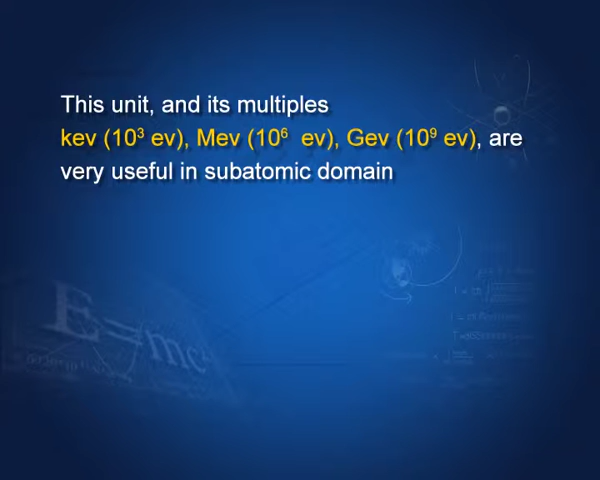 This unit, and its multiples
kev (10³ ev), Mev (10⁶ ev), Gev (10⁹ ev), are
very useful in subatomic domain
E=mc²